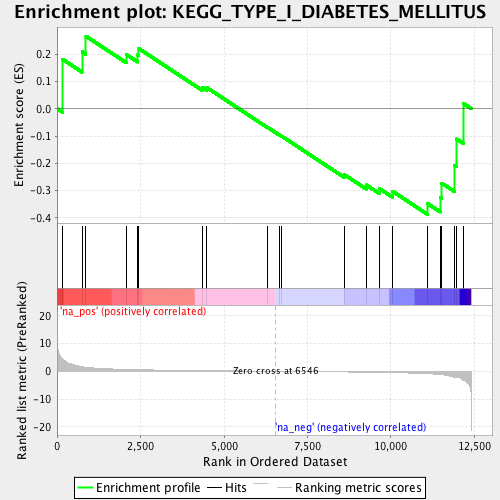 Enrichment plot: KEGG_TYPE_I_DIABETES_MELLITUS
Enrichment score (ES)
0.2
0.1
0.0
-0.1
-0.2
-0.3
-0.4
'na_pos' (positively correlated)
Ranked list metric (PreRanked)
20
10
0
-10
-20
Zero cross at 6546
'na_neg' (negatively correlated)
0
2,500
5,000
7,500
10,000
12,500
Rank in Ordered Dataset
Enrichment profile
Hits
Ranking metric scores